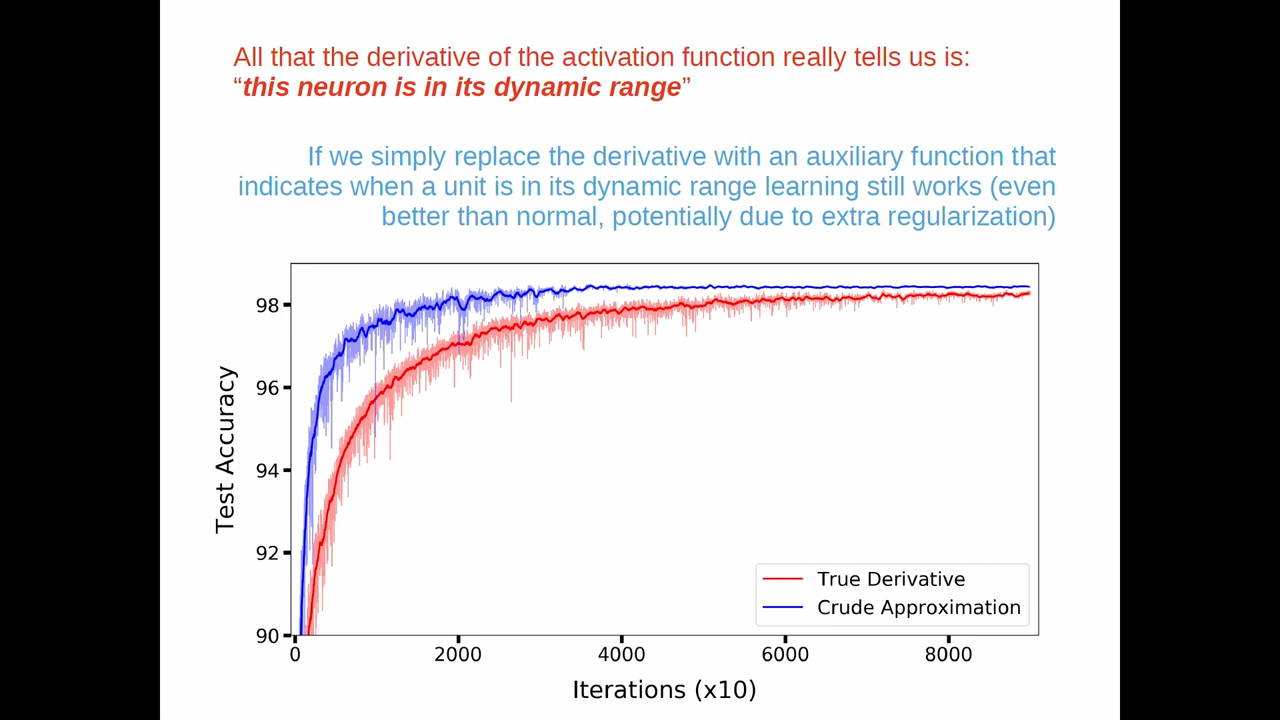 All that the derivative of the activation function really tells us is:
“this neuron is in its dynamic range”
If we simply replace the derivative with an auxiliary function that
indicates when a unit is in its dynamic range learning still works (even
better than normal, potentially due to extra regularization)
98
96
94
92
90
Test Accuracy
True Derivative
Crude Approximation
0 2000 4000 6000 8000
Iterations (x10)